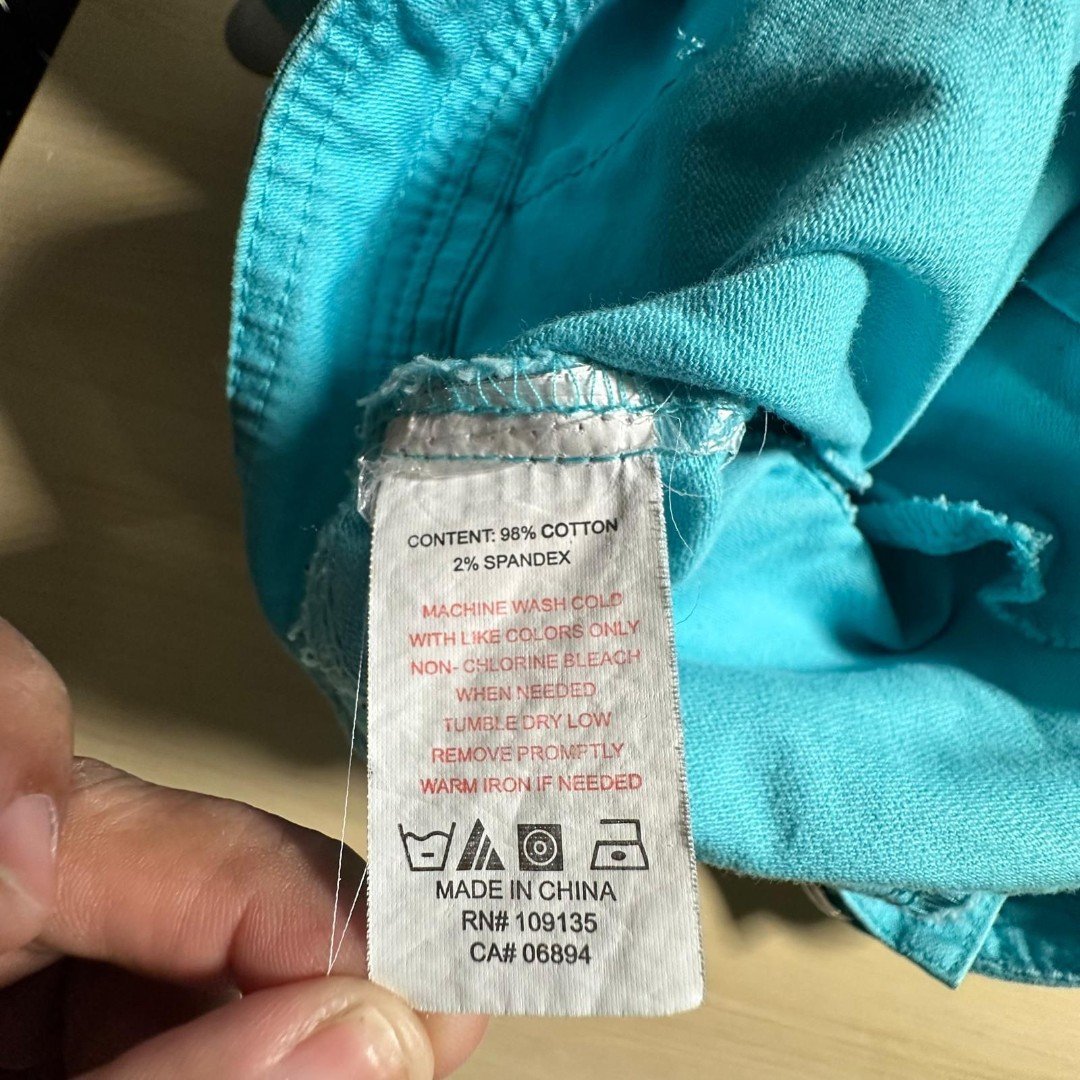 CONTENT: 98% COTTON
2% SPANDEX
MACHINE WASH COLD
WITH LIKE COLORS ONLY
NON- CHLORINE BLEACH
WHEN NEEDED
TUMBLE DRY LOW
REMOVE PROMPTLY
WARM IRON IF NEEDED
MADE IN CHINA
RN# 109135
CA# 06894